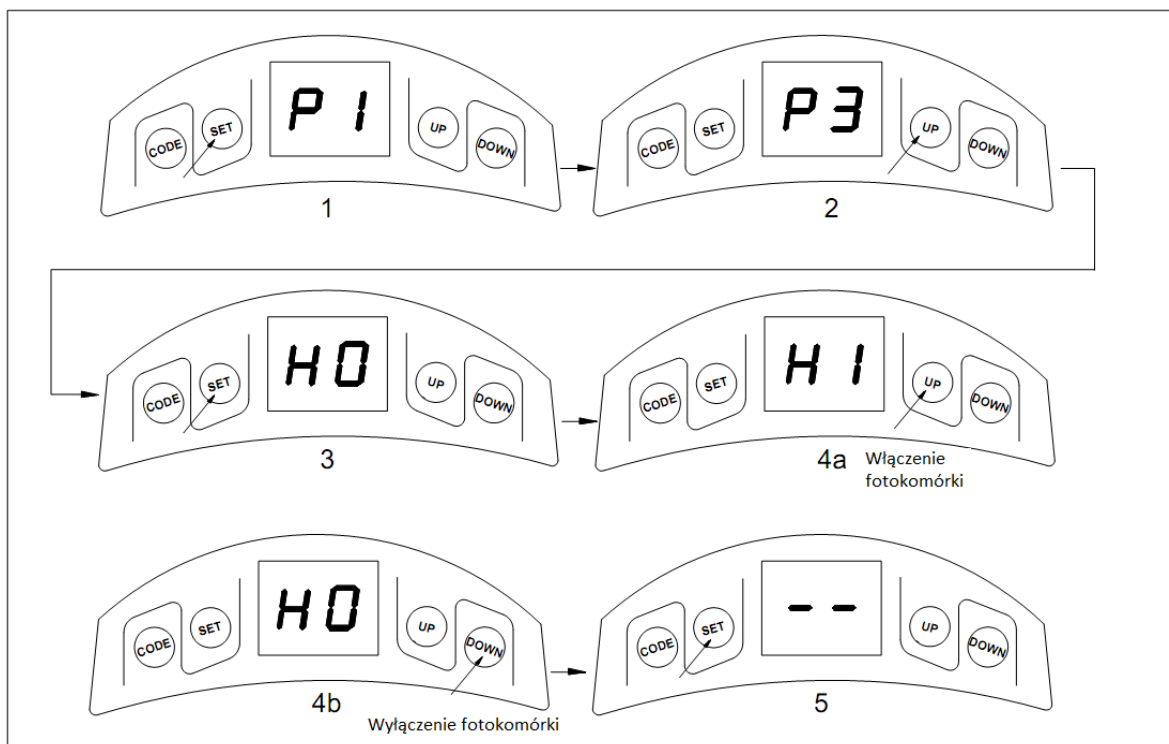 P1
CODE
SET
UP
DOWN
1
P3
CODE
SET
UP
DOWN
2
H0
CODE
SET
UP
DOWN
3
H1
CODE
SET
UP
DOWN
4a
Włączenie
fotokomórki
H0
CODE
SET
UP
DOWN
4b
Wyłączenie fotokomórki
--
CODE
SET
UP
DOWN
5